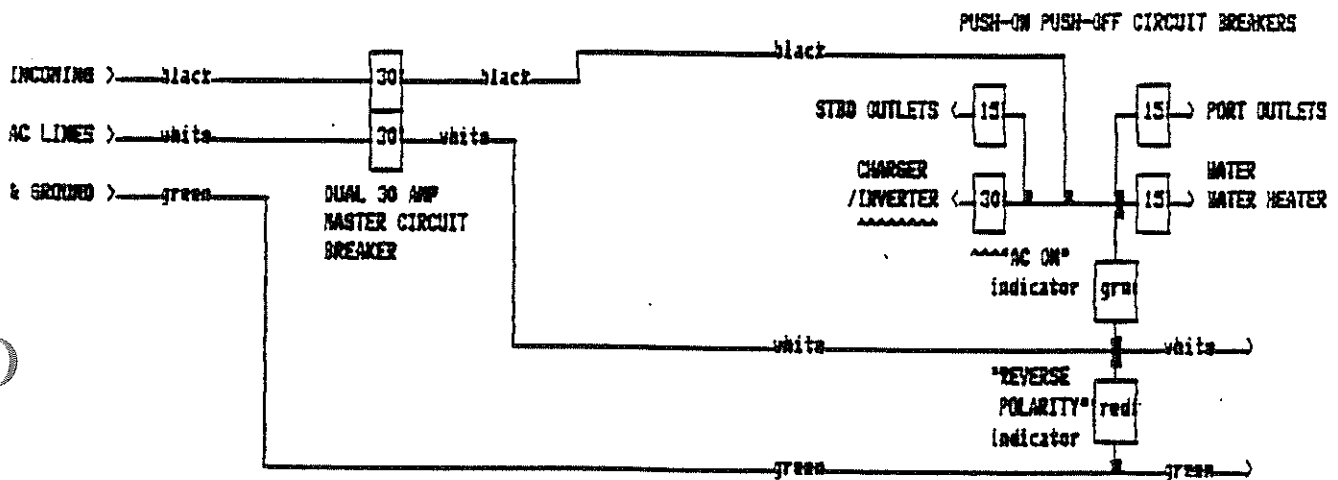 PUSH-ON PUSH-OFF CIRCUIT BREAKERS
black
INCOMING >
black
30
black
STBD OUTLETS <
15
15
> PORT OUTLETS
AC LINES >
white
30
white
CHARGER
/INVERTER <
30
15
WATER
> WATER HEATER
& GROUND >
green
DUAL 30 AMP
MASTER CIRCUIT
BREAKER
"AC ON"
indicator
grn
white
white
>
"REVERSE
POLARITY"
indicator
red
green
green
>